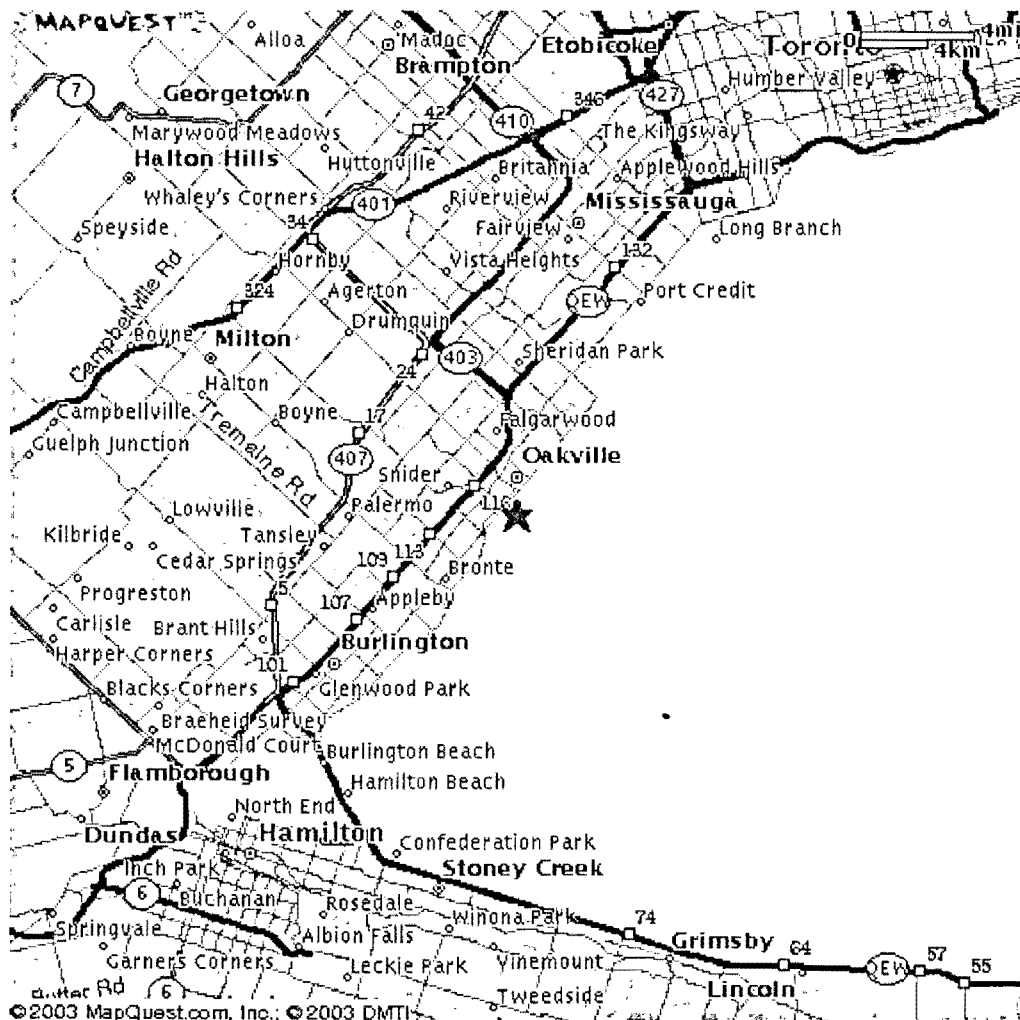 MAPQUEST
Alloa
Madoc
Etobicoke
Toronto
0
4mi
4km
Brampton
Humber Valley
7
Georgetown
42
410
346
427
Marywood Meadows
The Kingsway
Halton Hills
Huttonville
Britannia
Applewood Hills
Whaley's Corners
401
Riverview
Mississauga
Speyside
34
Fairview
Long Branch
132
Hornby
Vista Heights
Campbellville Rd
324
Agerton
QEW
Port Credit
Boyne
Milton
Drumquin
403
Sheridan Park
24
Halton
Campbellville
Boyne
17
Falgarwood
Guelph Junction
Tremaine Rd
407
Oakville
Snider
Lowville
Palermo
116
Kilbride
Tansley
Cedar Springs
109
113
Bronte
Progreston
5
107
Appleby
Carlisle
Brant Hills
Burlington
Harper Corners
101
Blacks Corners
Glenwood Park
Braeheid Survey
McDonald Court
Burlington Beach
5
Flamborough
Hamilton Beach
North End
Dundas
Hamilton
Confederation Park
Inch Park
Stoney Creek
6
Buchanan
Rosedale
Winona Park
74
Springvale
Albion Falls
Grimsby
64
57
Garners Corners
Leckie Park
Vinemount
QEW
55
Lincoln
Rd
6
Tweedside
©2003 MapQuest.com, Inc.; ©2003 DMTI